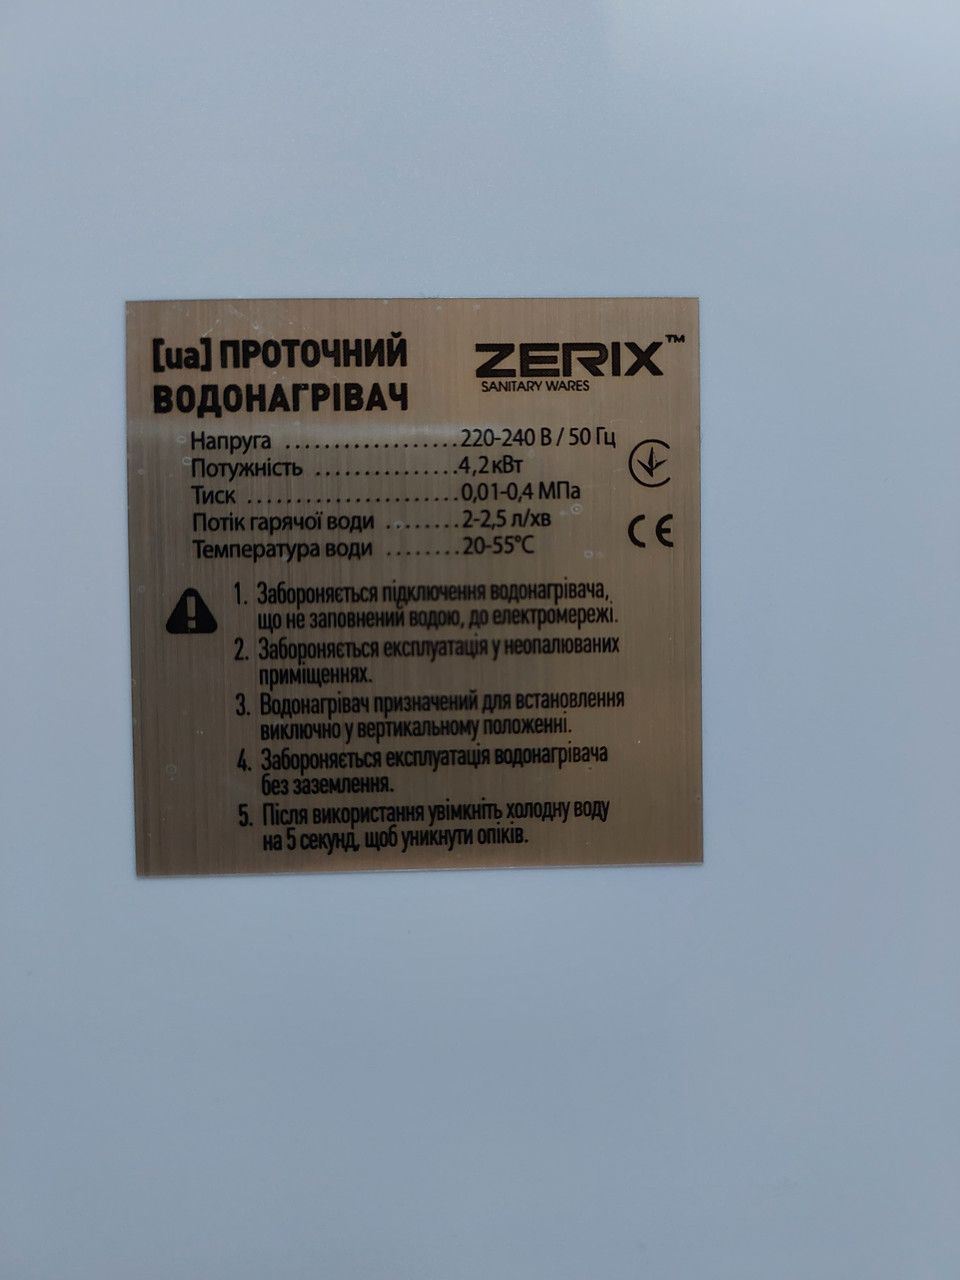 [ua] ПРОТОЧНИЙ
ВОДОНАГРІВАЧ
ZERIX™
SANITARY WARES
Напруга ..................220-240 В / 50 Гц
Потужність ...............4,2кВт
Тиск .......................0,01-0,4 МПа
Потік гарячої води ........2-2,5 л/хв
Температура води ........20-55°C
CE
1. Забороняється підключення водонагрівача,
що не заповнений водою, до електромережі.
2. Забороняється експлуатація у неопалюваних
приміщеннях.
3. Водонагрівач призначений для встановлення
виключно у вертикальному положенні.
4. Забороняється експлуатація водонагрівача
без заземлення.
5. Після використання увімкніть холодну воду
на 5 секунд, щоб уникнути опіків.